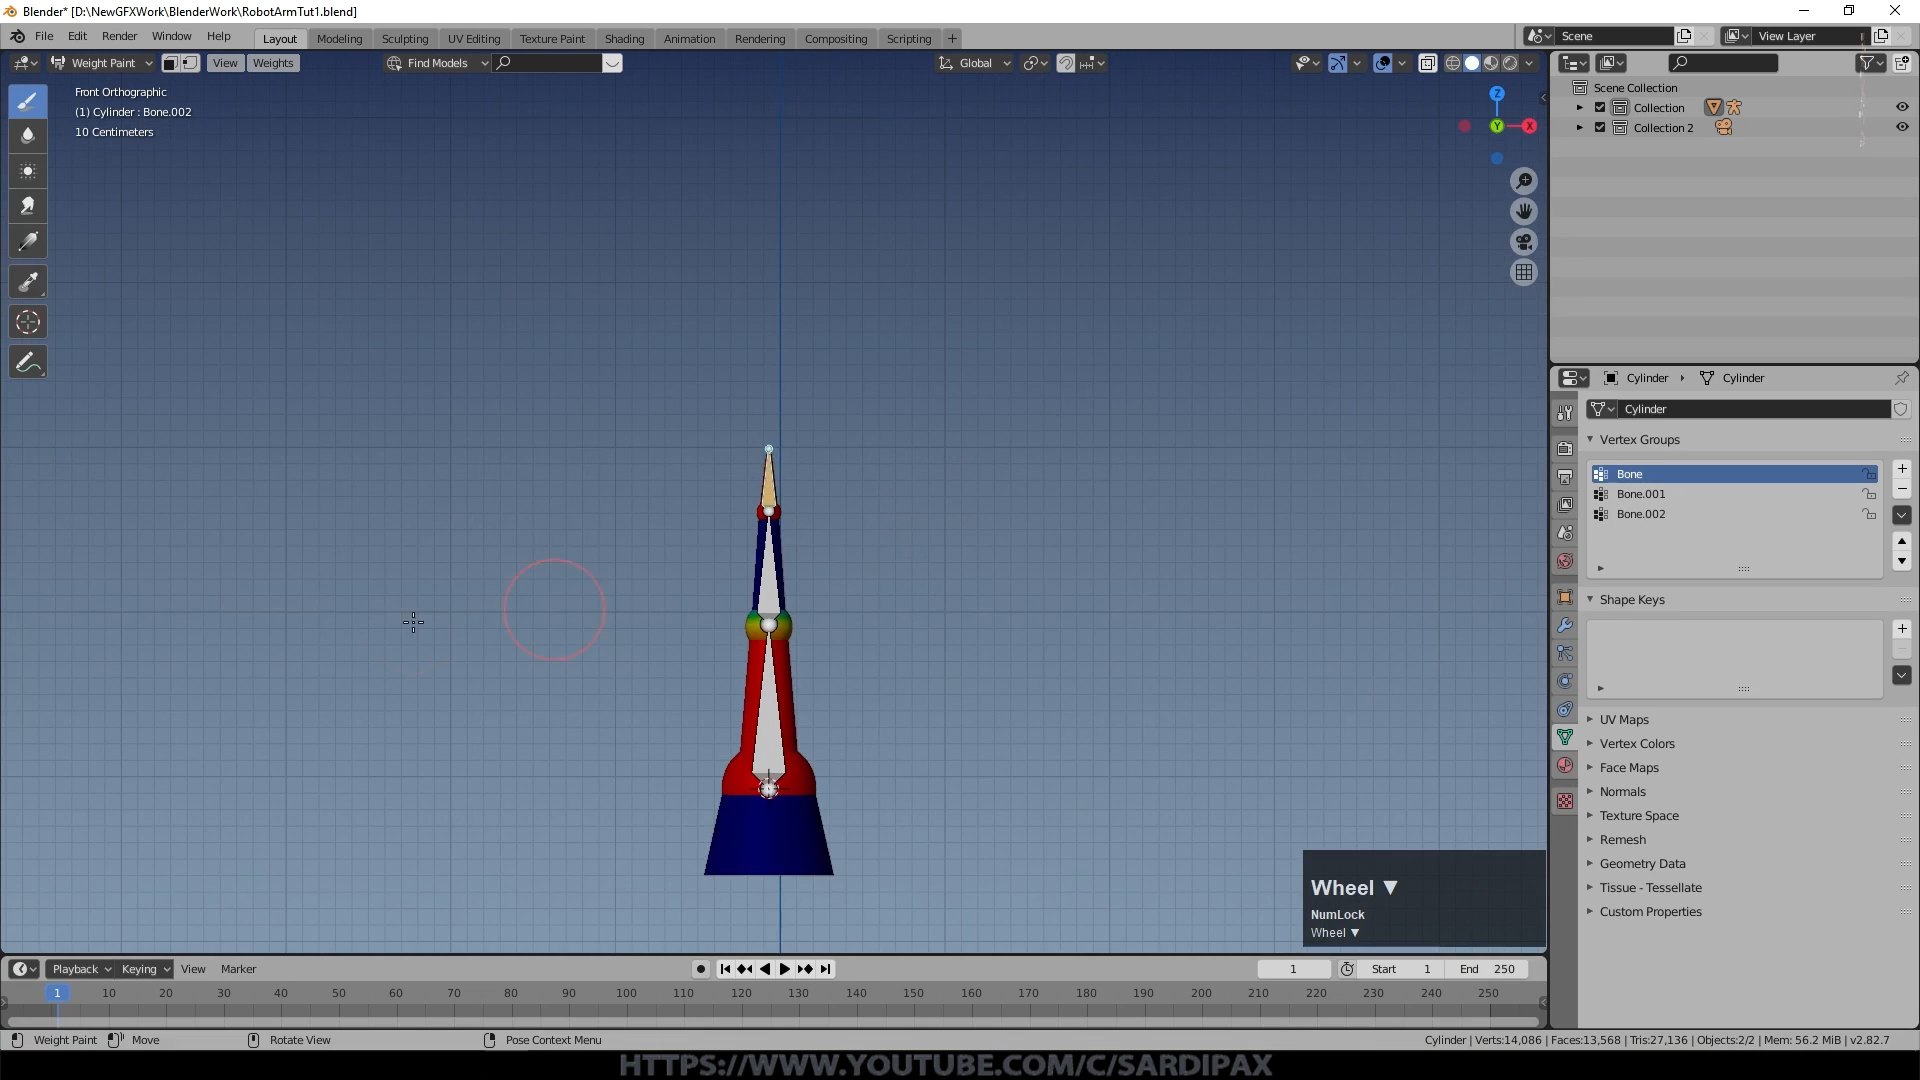 Blender* [D:\NewGFXWork\BlenderWork\RobotArmTut1.blend]
File Edit Render Window Help Layout Modeling Sculpting UV Editing Texture Paint Shading Animation Rendering Compositing Scripting + Scene View Layer
Weight Paint View Weights Find Models Global
Front Orthographic
(1) Cylinder : Bone.002
10 Centimeters
Z
Y
X
Scene Collection
Collection
Collection 2
Cylinder Cylinder
Cylinder
Vertex Groups
Bone
Bone.001
Bone.002
Shape Keys
UV Maps
Vertex Colors
Face Maps
Normals
Texture Space
Remesh
Geometry Data
Tissue - Tessellate
Custom Properties
Wheel ▼
NumLock
Wheel ▼
Playback Keying View Marker 1 Start 1 End 250
1 10 20 30 40 50 60 70 80 90 100 110 120 130 140 150 160 170 180 190 200 210 220 230 240 250
Weight Paint Move Rotate View Pose Context Menu Cylinder | Verts:14,086 | Faces:13,568 | Tris:27,136 | Objects:2/2 | Mem: 56.2 MiB | v2.82.7
HTTPS://WWW.YOUTUBE.COM/C/SARDIPAX